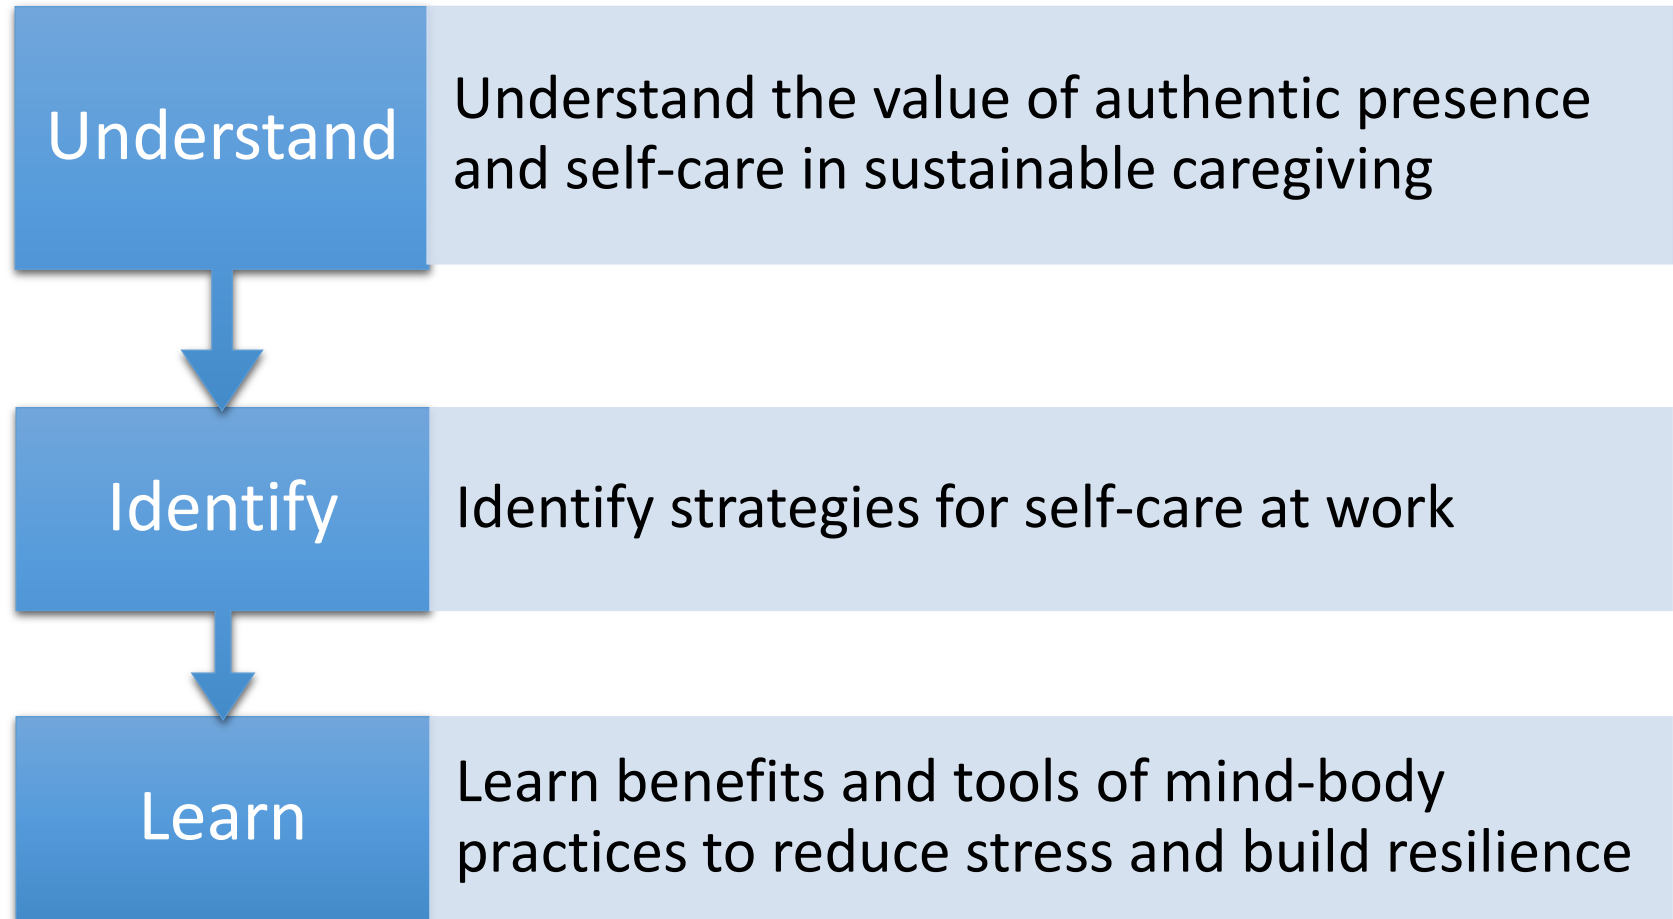 Understand
Understand the value of authentic presence
and self-care in sustainable caregiving
Identify
Identify strategies for self-care at work
Learn
Learn benefits and tools of mind-body
practices to reduce stress and build resilience